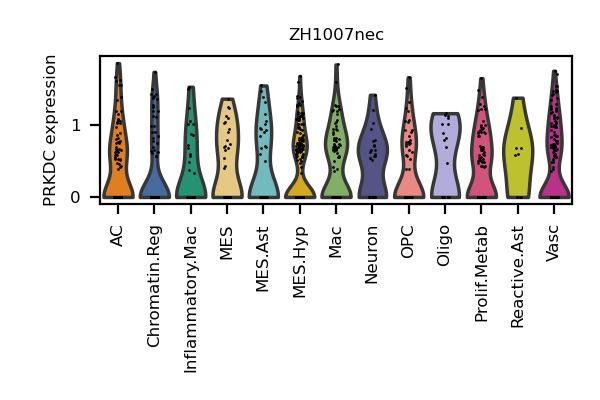 ZH1007nec
PRKDC expression
1
0
AC
Chromatin.Reg
Inflammatory.Mac
MES
MES.Ast
MES.Hyp
Mac
Neuron
OPC
Oligo
Prolif.Metab
Reactive.Ast
Vasc